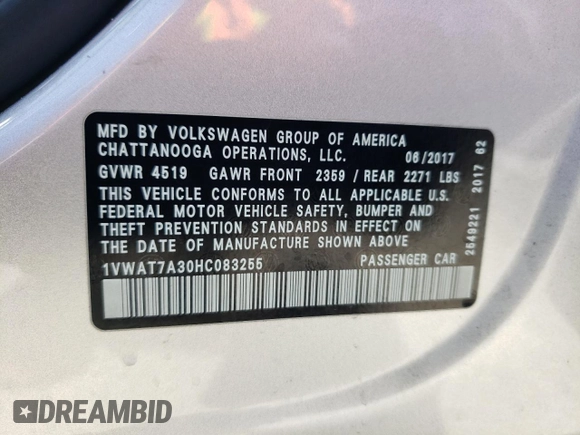 MFD BY VOLKSWAGEN GROUP OF AMERICA
CHATTANOOGA OPERATIONS, LLC. 06/2017
GVWR 4519 GAWR FRONT 2359 / REAR 2271 LBS
THIS VEHICLE CONFORMS TO ALL APPLICABLE U.S.
FEDERAL MOTOR VEHICLE SAFETY, BUMPER AND
THEFT PREVENTION STANDARDS IN EFFECT ON
THE DATE OF MANUFACTURE SHOWN ABOVE
1VWAT7A30HC083255 PASSENGER CAR
2549221 2017 62
DREAMBID